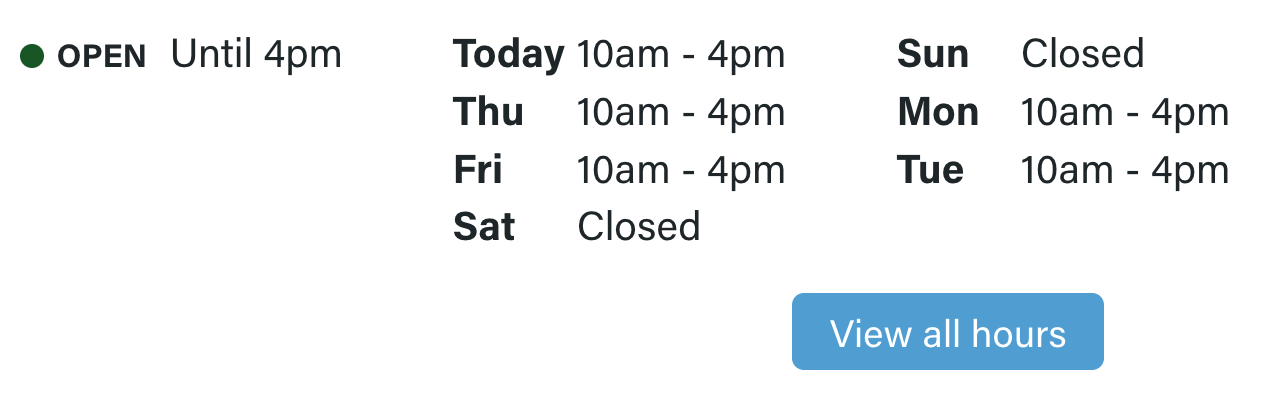 OPEN Until 4pm
Today 10am - 4pm
Thu 10am - 4pm
Fri 10am - 4pm
Sat Closed
Sun Closed
Mon 10am - 4pm
Tue 10am - 4pm
View all hours